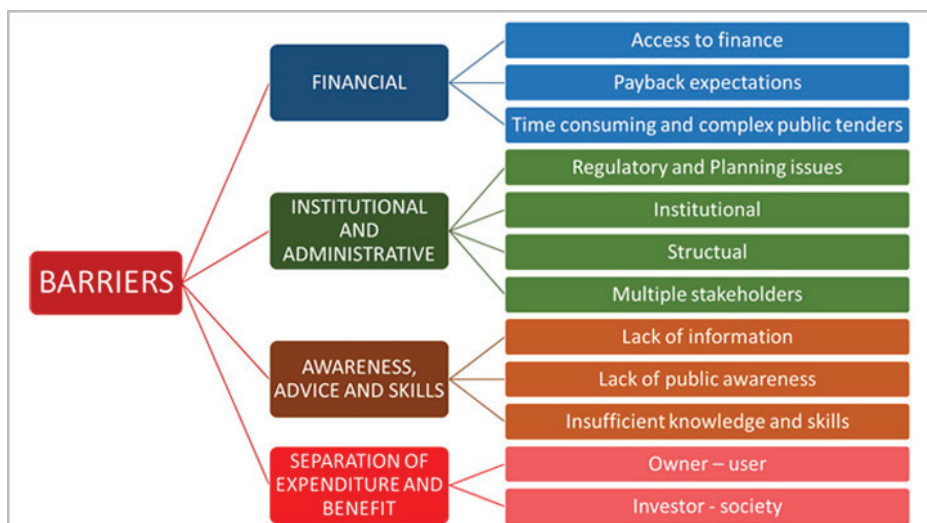 BARRIERS
FINANCIAL
Access to finance
Payback expectations
Time consuming and complex public tenders
INSTITUTIONAL
AND
ADMINISTRATIVE
Regulatory and Planning issues
Institutional
Structual
Multiple stakeholders
AWARENESS,
ADVICE AND SKILLS
Lack of information
Lack of public awareness
Insufficient knowledge and skills
SEPARATION OF
EXPENDITURE AND
BENEFIT
Owner – user
Investor - society